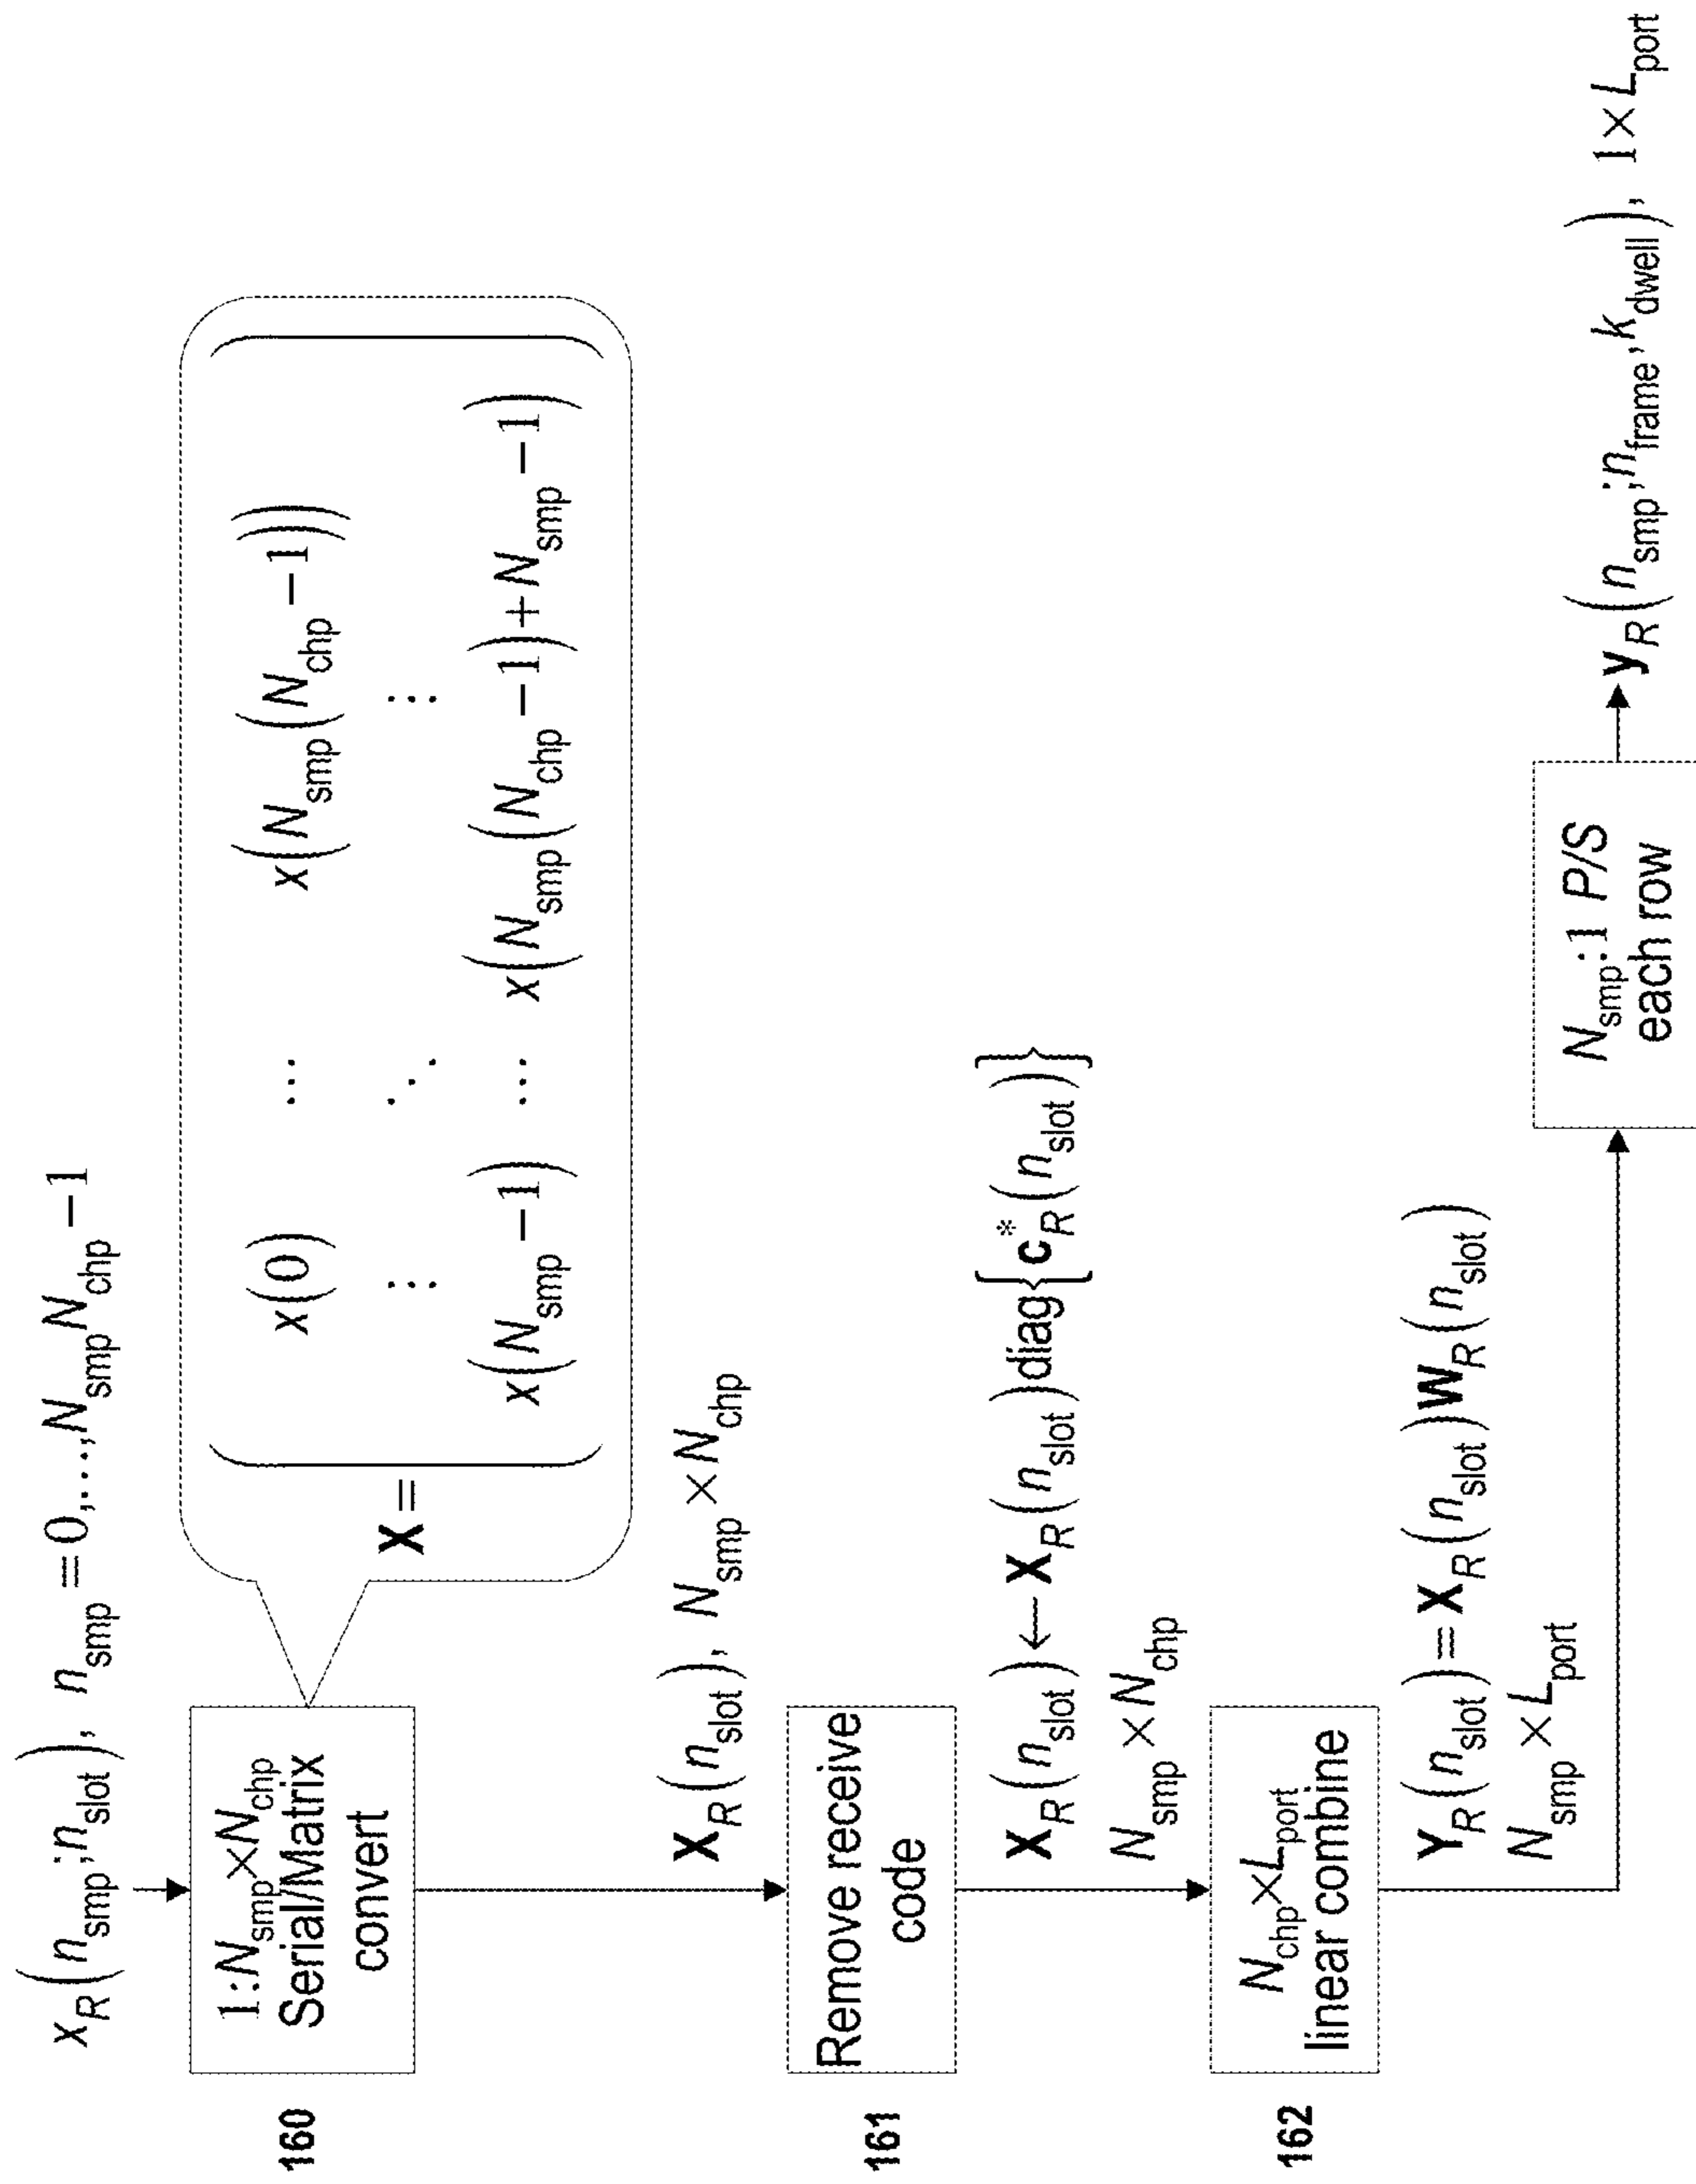 x_R(n_smp;n_slot), n_smp = 0,…,N_smp N_chp − 1
160
1:N_smp×N_chp
Serial/Matrix
convert
X = ( x(0) ⋯ x(N_smp(N_chp − 1))
⋮ ⋱ ⋮
x(N_smp − 1) ⋯ x(N_smp(N_chp − 1) + N_smp − 1) )
X_R(n_slot), N_smp × N_chp
161
Remove receive
code
X_R(n_slot) ← X_R(n_slot)diag{c*_R(n_slot)}
N_smp × N_chp
162
N_chp×L_port
linear combine
Y_R(n_slot) = X_R(n_slot)W_R(n_slot)
N_smp × L_port
N_smp:1 P/S
each row
y_R(n_smp;n_frame,k_dwell), 1×L_port